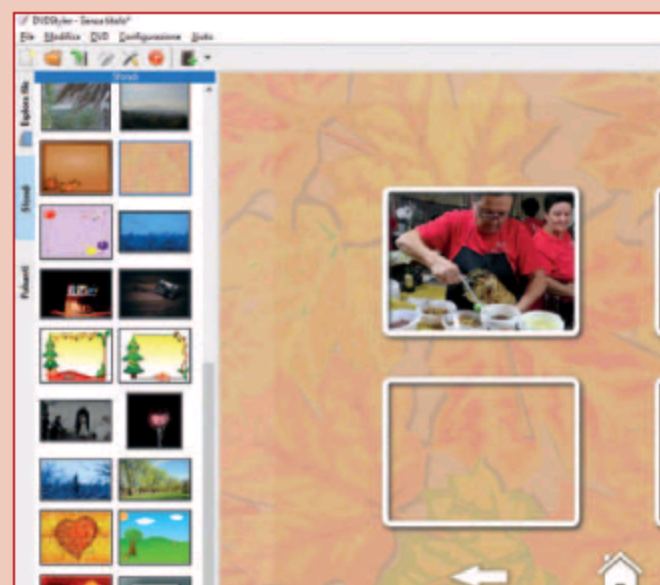 DVDStyler - Senza titolo*
File Modifica DVD Configurazione Aiuto
Sfondi
Esplora file
Sfondi
Pulsanti